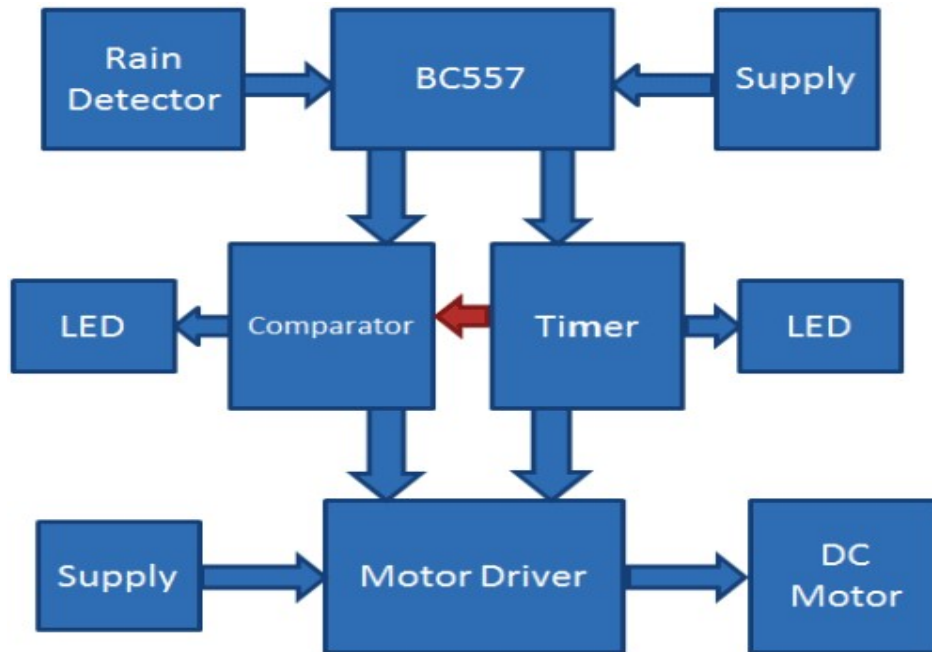 Rain
Detector
BC557
Supply
LED
Comparator
Timer
LED
Supply
Motor Driver
DC
Motor